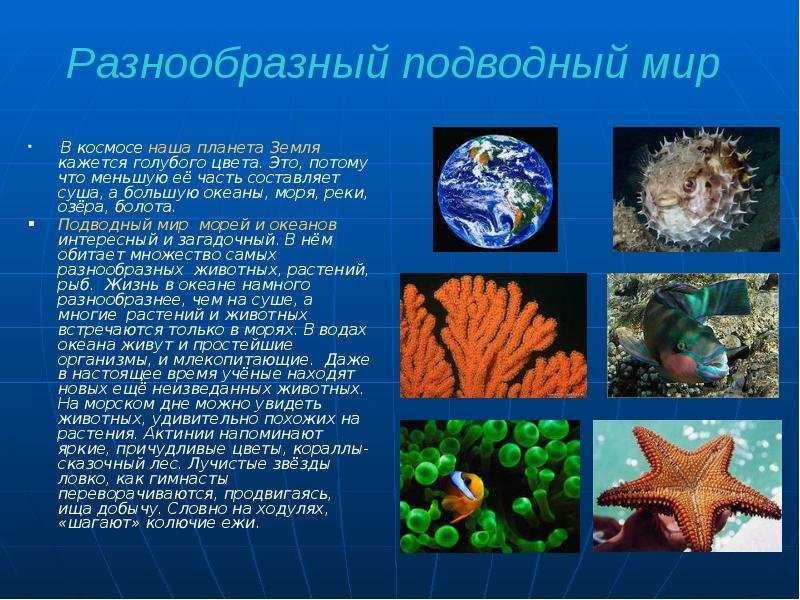 Разнообразный подводный мир
В космосе наша планета Земля
кажется голубого цвета. Это, потому
что меньшую её часть составляет
суша, а большую океаны, моря, реки,
озёра, болота.
Подводный мир морей и океанов
интересный и загадочный. В нём
обитает множество самых
разнообразных животных, растений,
рыб. Жизнь в океане намного
разнообразнее, чем на суше, а
многие растений и животных
встречаются только в морях. В водах
океана живут и простейшие
организмы, и млекопитающие. Даже
в настоящее время учёные находят
новых ещё неизведанных животных.
На морском дне можно увидеть
животных, удивительно похожих на
растения. Актинии напоминают
яркие, причудливые цветы, кораллы-
сказочный лес. Лучистые звёзды
ловко, как гимнасты
переворачиваются, продвигаясь,
ища добычу. Словно на ходулях,
«шагают» колючие ежи.